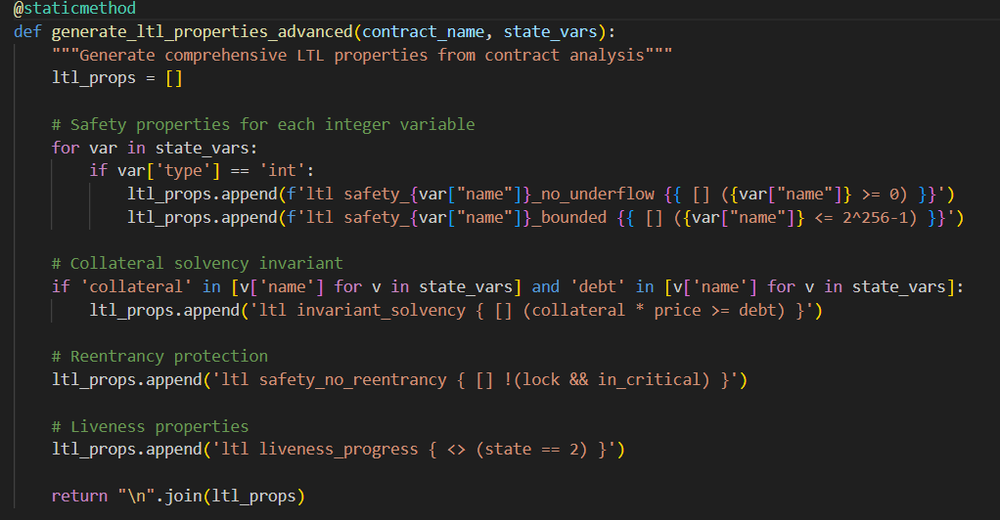 @staticmethod
def generate_ltl_properties_advanced(contract_name, state_vars):
    """Generate comprehensive LTL properties from contract analysis"""
    ltl_props = []

    # Safety properties for each integer variable
    for var in state_vars:
        if var['type'] == 'int':
            ltl_props.append(f'ltl safety_{var["name"]}_no_underflow {{ [] ({var["name"]} >= 0) }}')
            ltl_props.append(f'ltl safety_{var["name"]}_bounded {{ [] ({var["name"]} <= 2^256-1) }}')

    # Collateral solvency invariant
    if 'collateral' in [v['name'] for v in state_vars] and 'debt' in [v['name'] for v in state_vars]:
        ltl_props.append('ltl invariant_solvency { [] (collateral * price >= debt) }')

    # Reentrancy protection
    ltl_props.append('ltl safety_no_reentrancy { [] !(lock && in_critical) }')

    # Liveness properties
    ltl_props.append('ltl liveness_progress { <> (state == 2) }')

    return "\n".join(ltl_props)